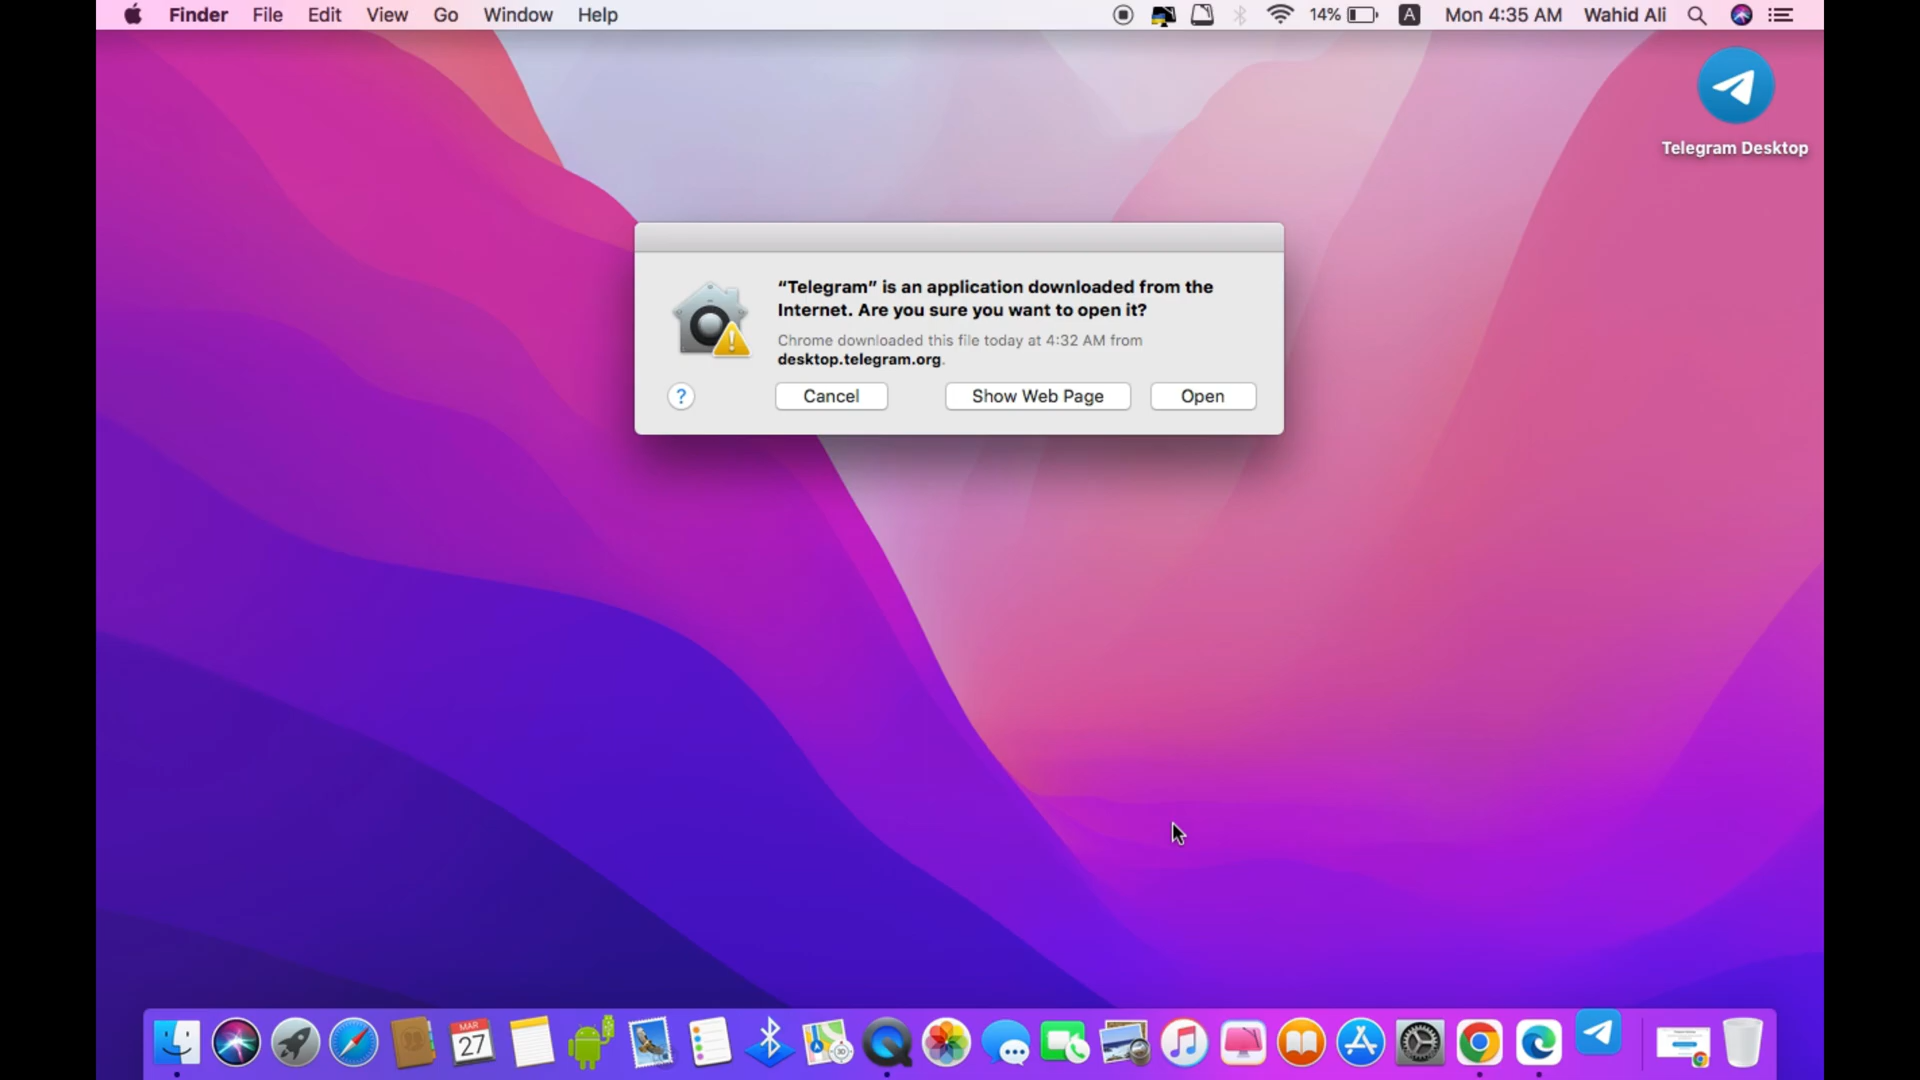 Finder File Edit View Go Window Help 14% A Mon 4:35 AM Wahid Ali
Telegram Desktop
“Telegram” is an application downloaded from the
Internet. Are you sure you want to open it?
Chrome downloaded this file today at 4:32 AM from
desktop.telegram.org.
? Cancel Show Web Page Open
MAR
27
3D